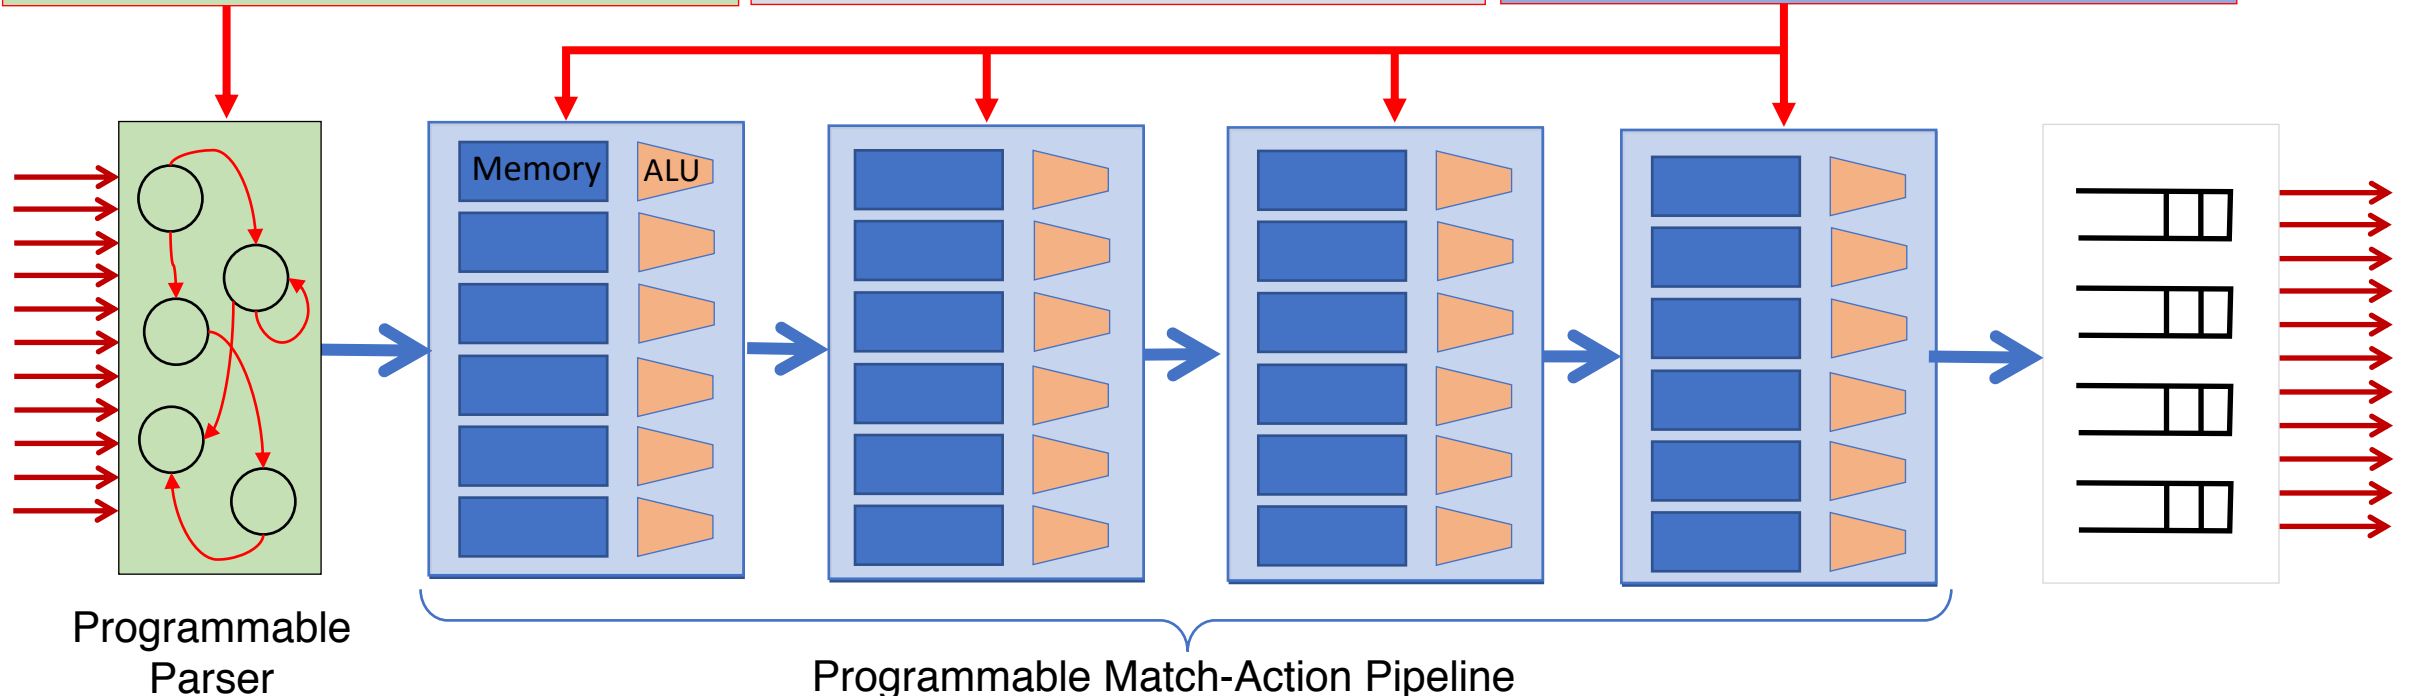 Memory ALU
Programmable
Parser
Programmable Match-Action Pipeline